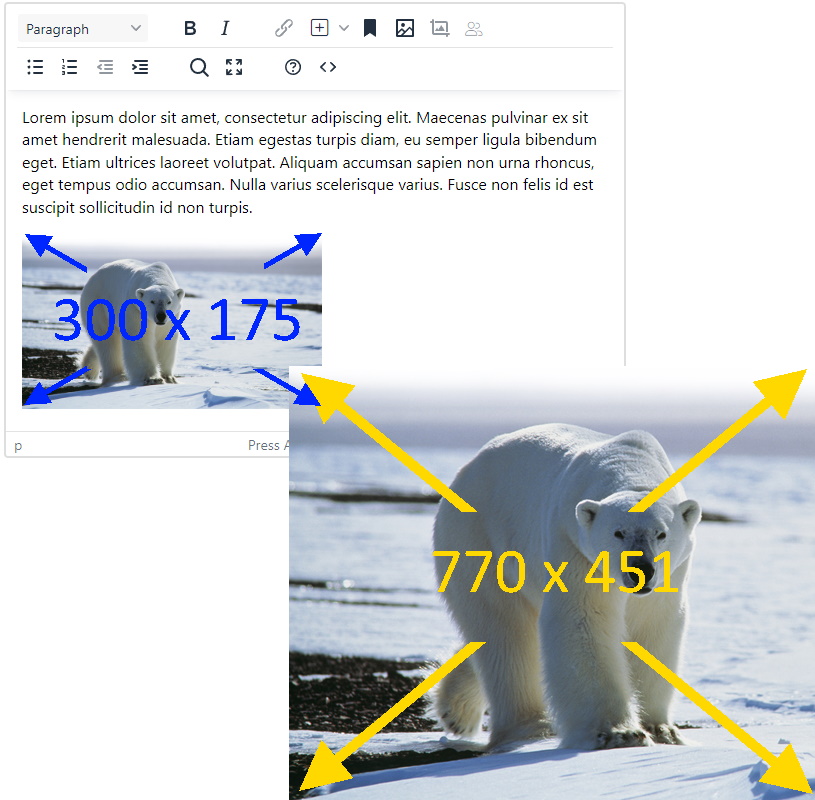 Paragraph
B I
Lorem ipsum dolor sit amet, consectetur adipiscing elit. Maecenas pulvinar ex sit
amet hendrerit malesuada. Etiam egestas turpis diam, eu semper ligula bibendum
eget. Etiam ultrices laoreet volutpat. Aliquam accumsan sapien non urna rhoncus,
eget tempus odio accumsan. Nulla varius scelerisque varius. Fusce non felis id est
suscipit sollicitudin id non turpis.
300 x 175
p
Press A
770 x 451